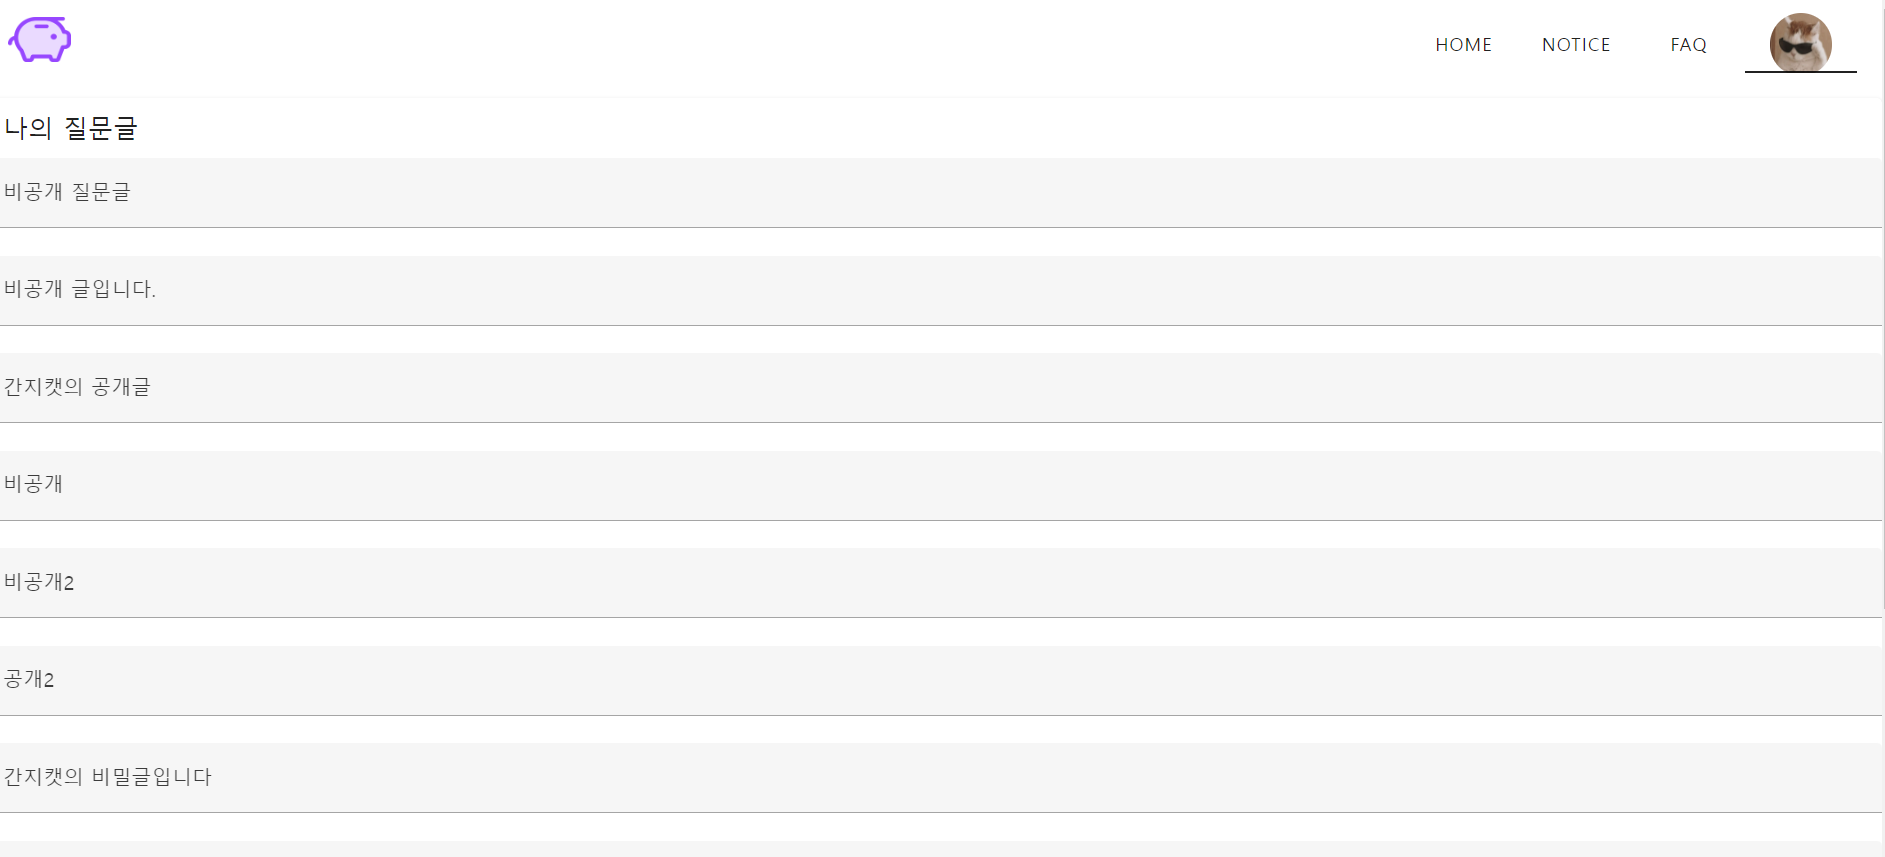 HOME NOTICE FAQ
나의 질문글
비공개 질문글
비공개 글입니다.
간지캣의 공개글
비공개
비공개2
공개2
간지캣의 비밀글입니다